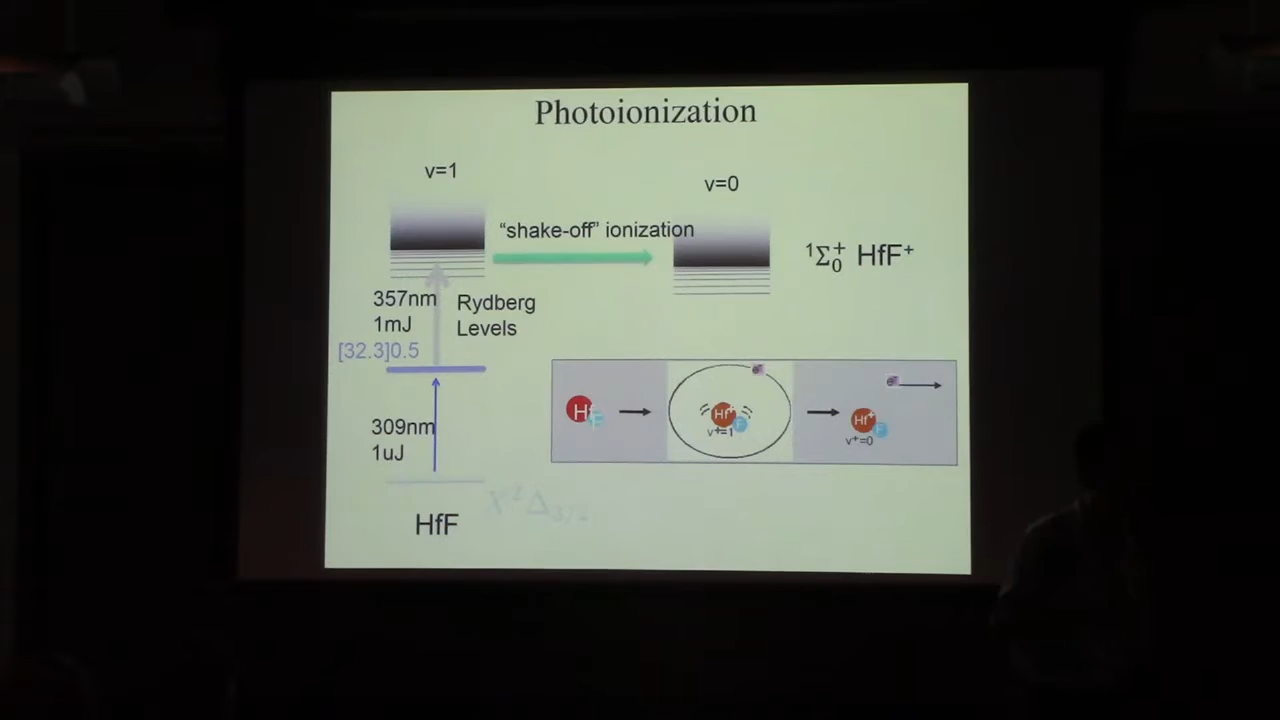 Photoionization
v=1
v=0
“shake-off” ionization
¹Σ₀⁺ HfF⁺
357nm
1mJ
Rydberg
Levels
[32.3]0.5
309nm
1uJ
X²Δ₃/₂
HfF
Hf
F
e⁻
Hf⁺
F
v⁺=1
e⁻
Hf⁺
F
v⁺=0